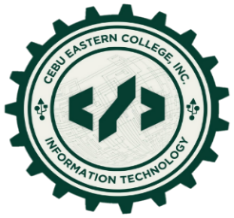 CEBU EASTERN COLLEGE, INC.
INFORMATION TECHNOLOGY